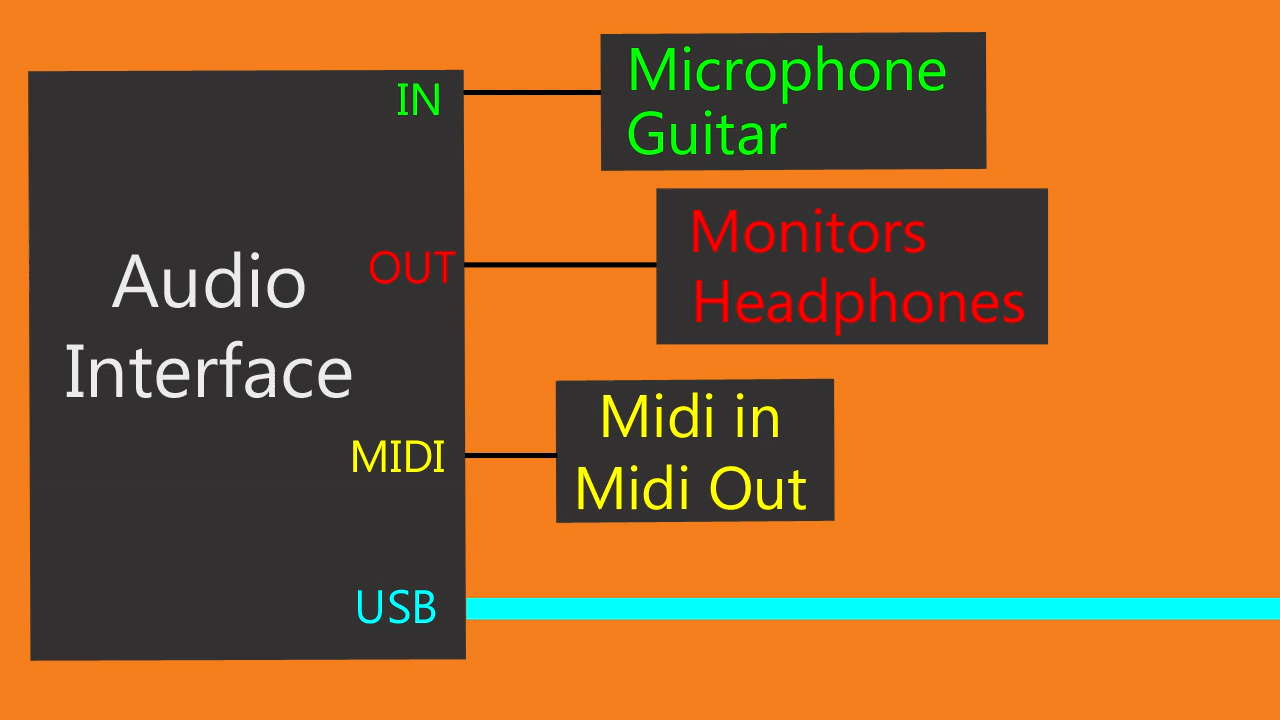 Audio
Interface
IN
Microphone
Guitar
OUT
Monitors
Headphones
MIDI
Midi in
Midi Out
USB